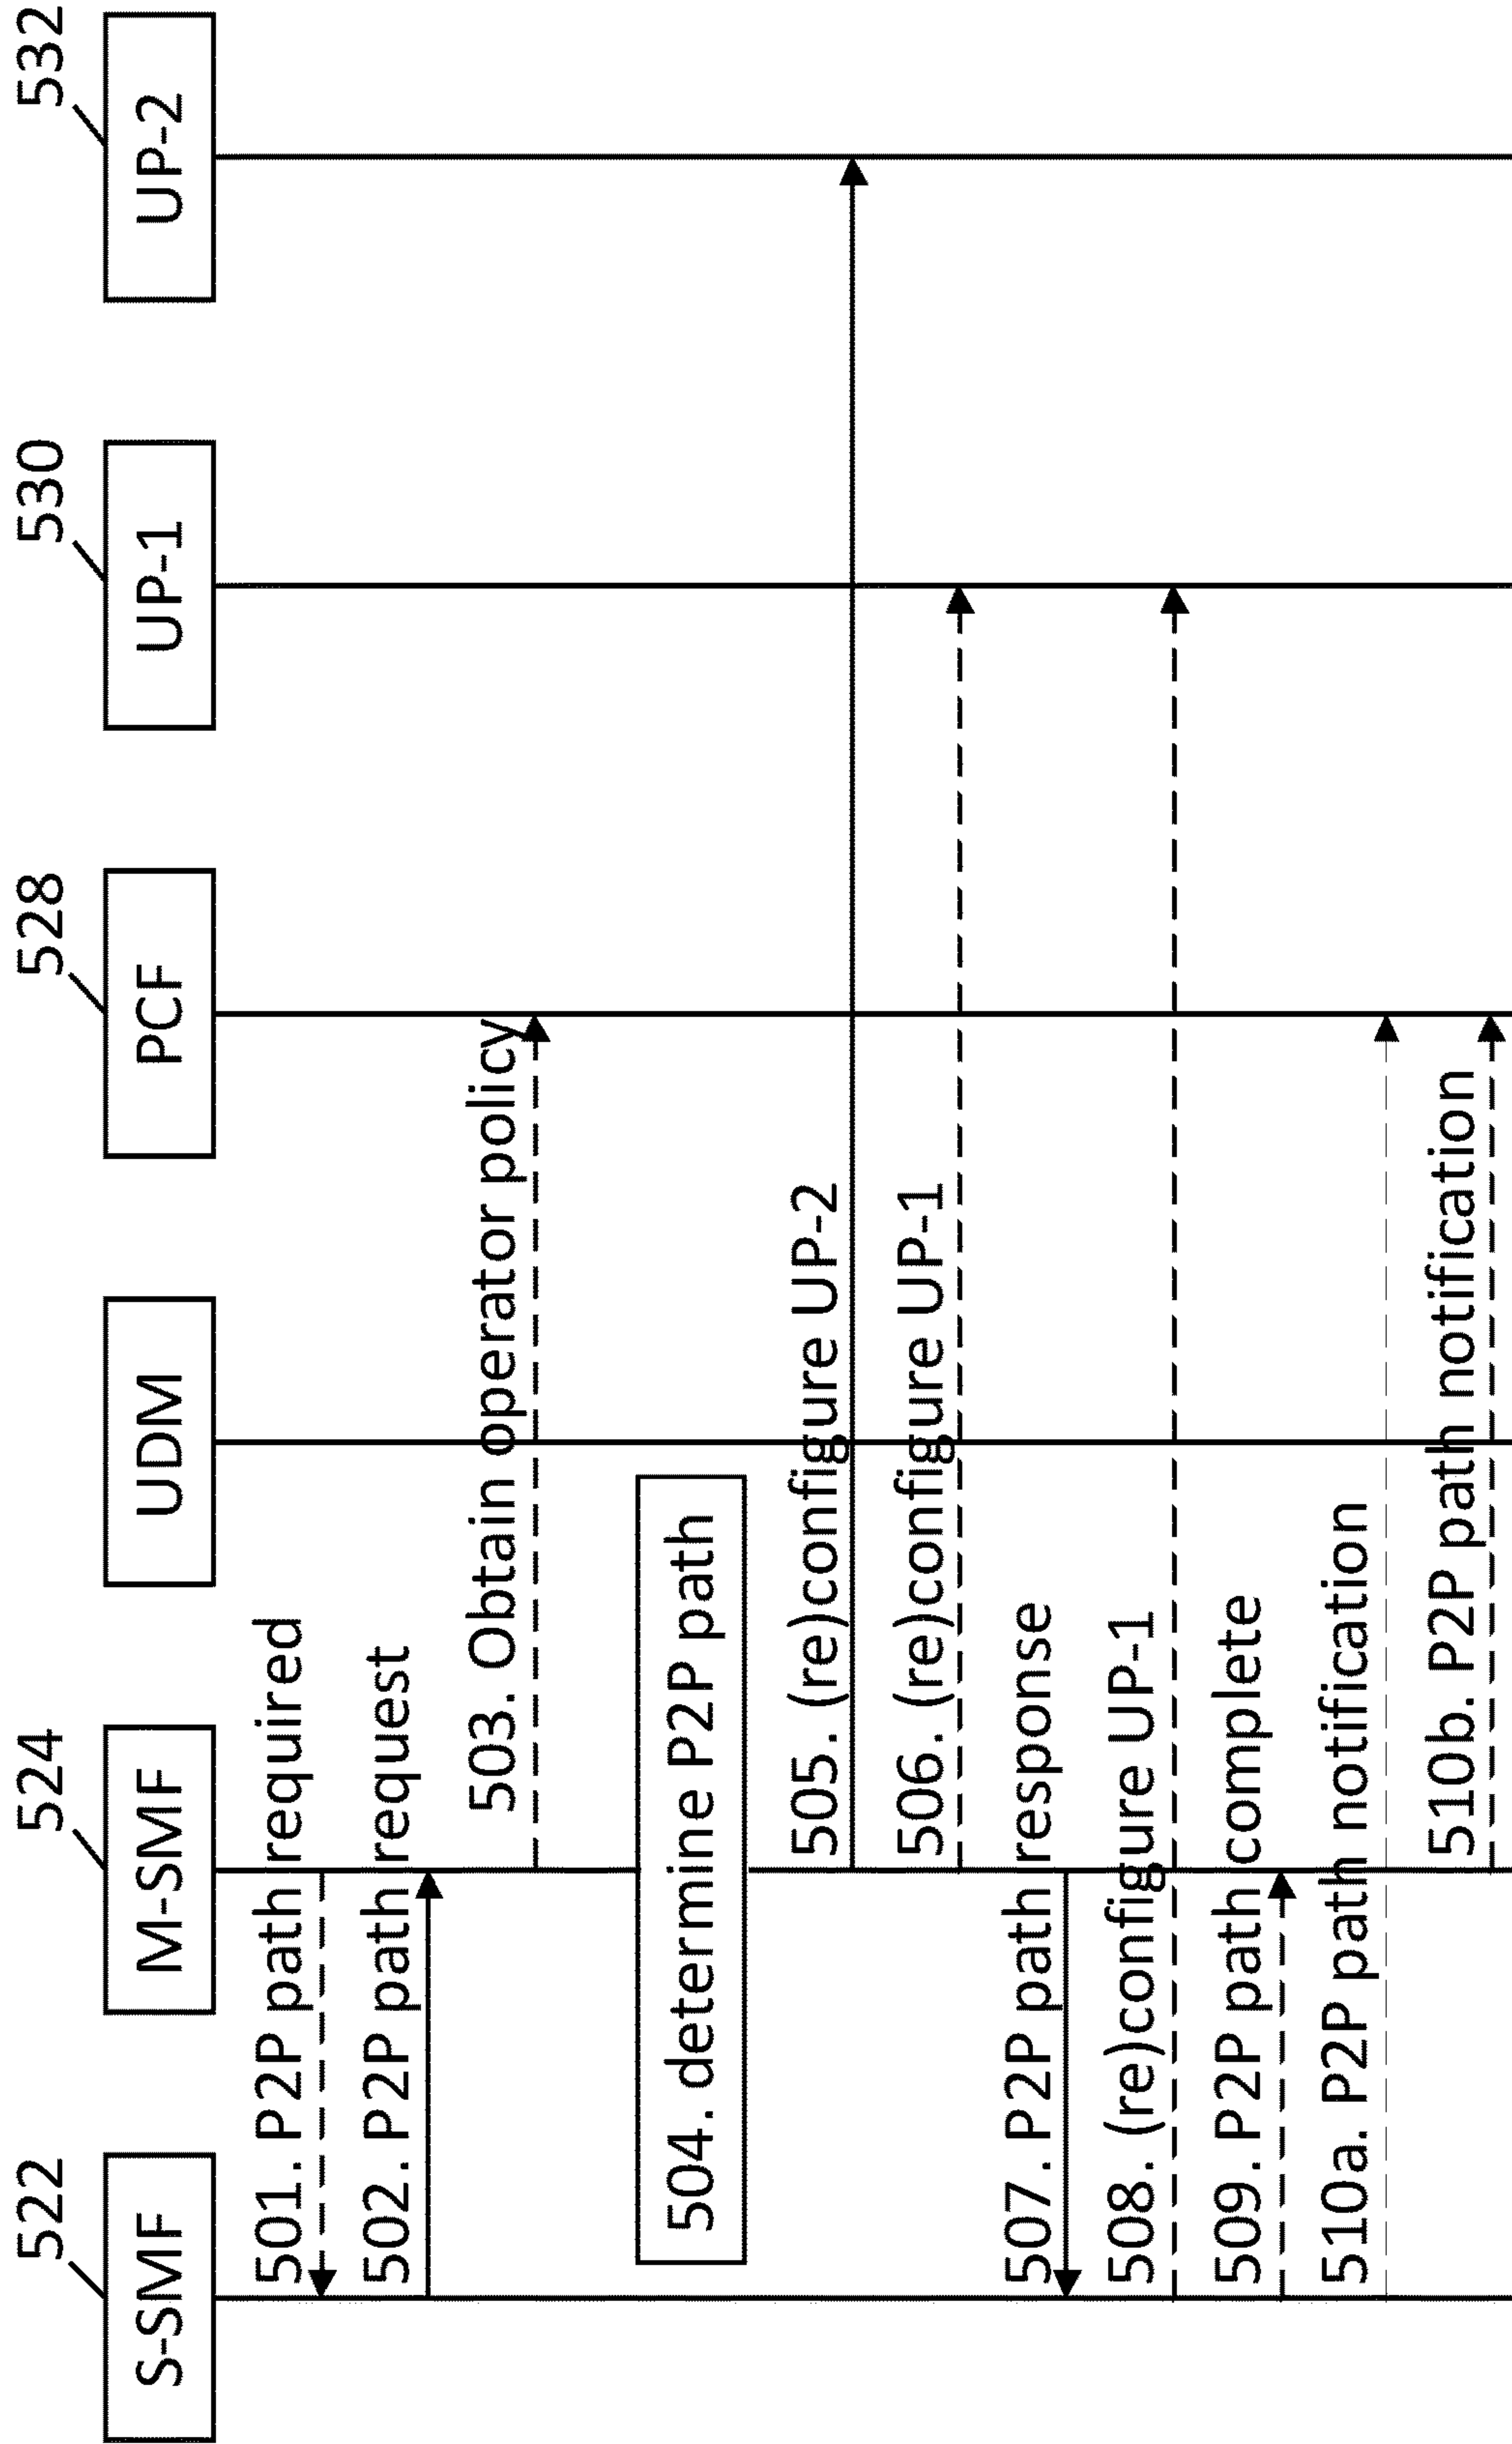 522
524
528
530
532
S-SMF
M-SMF
UDM
PCF
UP-1
UP-2
501. P2P path required
502. P2P path request
503. Obtain operator policy
504. determine P2P path
505. (re)configure UP-2
506. (re)configure UP-1
507. P2P path response
508. (re)configure UP-1
509. P2P path complete
510a. P2P path notification
510b. P2P path notification